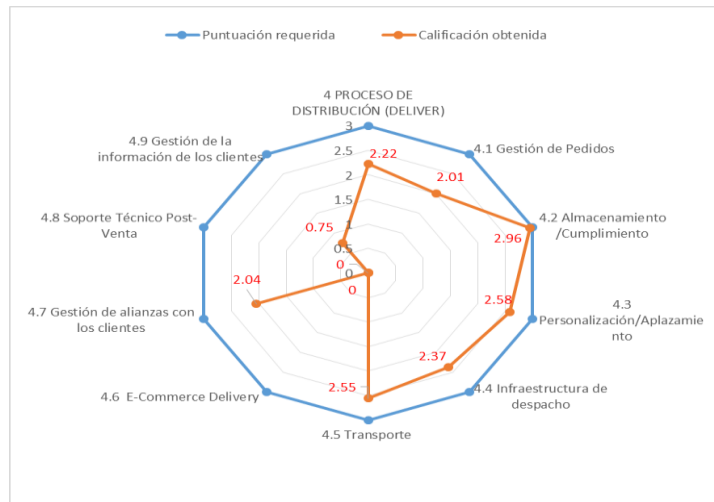 Puntuación requerida
Calificación obtenida
4 PROCESO DE
DISTRIBUCIÓN (DELIVER)
4.1 Gestión de Pedidos
4.2 Almacenamiento
/Cumplimiento
4.3
Personalización/Aplazamie
nto
4.4 Infraestructura de
despacho
4.5 Transporte
4.6 E-Commerce Delivery
4.7 Gestión de alianzas con
los clientes
4.8 Soporte Técnico Post-
Venta
4.9 Gestión de la
información de los clientes
3
2.5
2
1.5
1
0.5
0
2.22
2.01
2.96
2.58
2.37
2.55
0
2.04
0
0.75